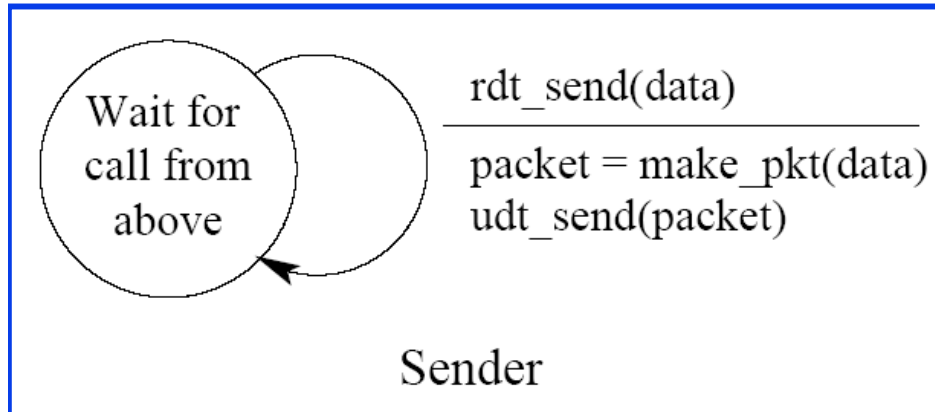 Wait for
call from
above
rdt_send(data)
packet = make_pkt(data)
udt_send(packet)
Sender